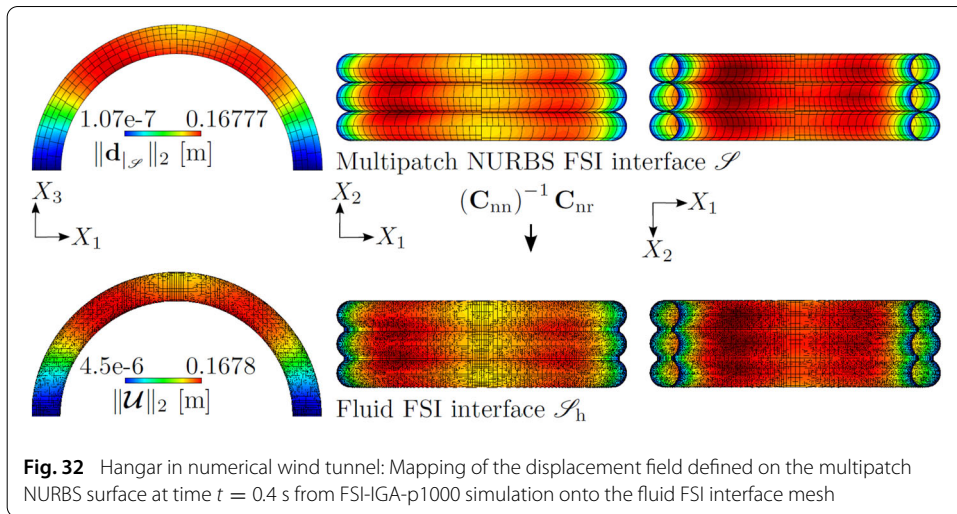 1.07e-7 0.16777
‖d|𝒮‖₂ [m]
Multipatch NURBS FSI interface 𝒮
X₃ X₂ (Cₙₙ)⁻¹ Cₙᵣ X₁
X₁ X₁ X₂
4.5e-6 0.1678
‖𝓤‖₂ [m]
Fluid FSI interface 𝒮ₕ
Fig. 32 Hangar in numerical wind tunnel: Mapping of the displacement field defined on the multipatch
NURBS surface at time t = 0.4 s from FSI-IGA-p1000 simulation onto the fluid FSI interface mesh